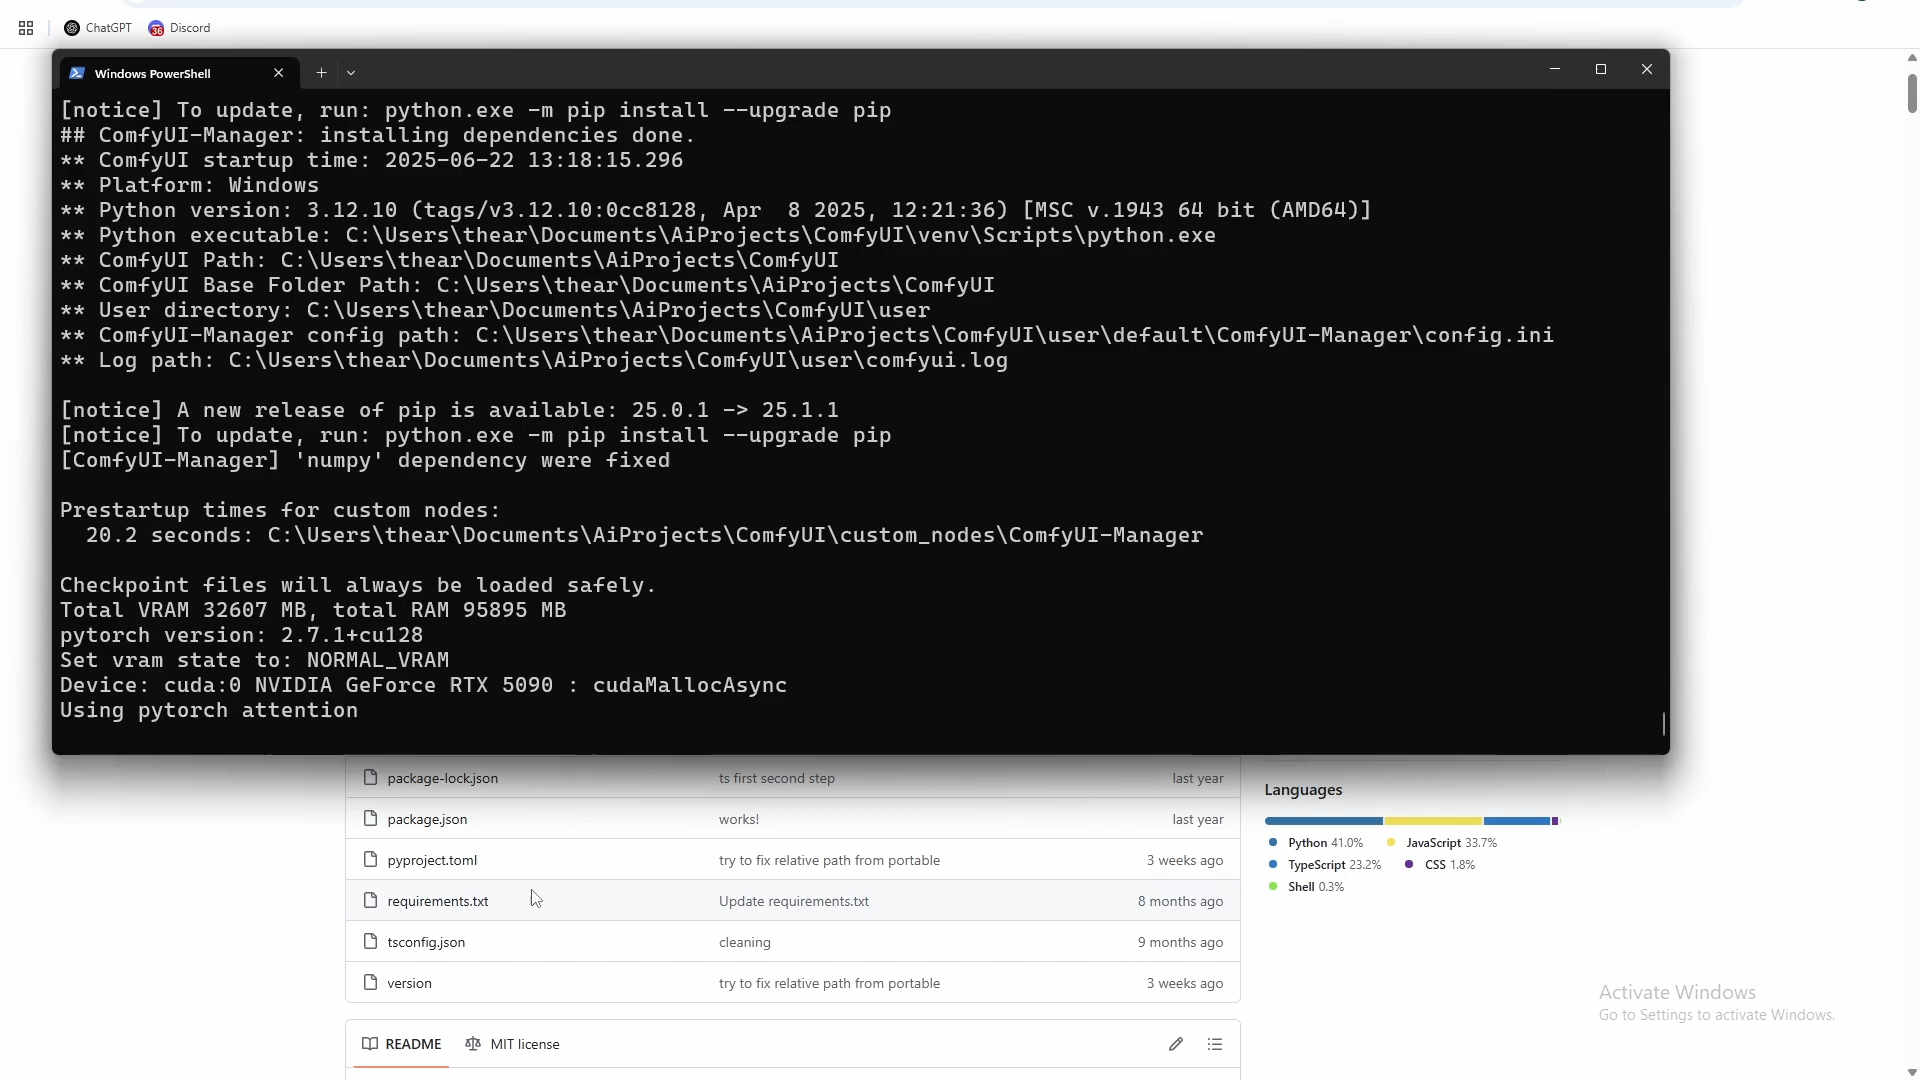 ChatGPT
36 Discord
Windows PowerShell
[notice] To update, run: python.exe -m pip install --upgrade pip
## ComfyUI-Manager: installing dependencies done.
** ComfyUI startup time: 2025-06-22 13:18:15.296
** Platform: Windows
** Python version: 3.12.10 (tags/v3.12.10:0cc8128, Apr  8 2025, 12:21:36) [MSC v.1943 64 bit (AMD64)]
** Python executable: C:\Users\thear\Documents\AiProjects\ComfyUI\venv\Scripts\python.exe
** ComfyUI Path: C:\Users\thear\Documents\AiProjects\ComfyUI
** ComfyUI Base Folder Path: C:\Users\thear\Documents\AiProjects\ComfyUI
** User directory: C:\Users\thear\Documents\AiProjects\ComfyUI\user
** ComfyUI-Manager config path: C:\Users\thear\Documents\AiProjects\ComfyUI\user\default\ComfyUI-Manager\config.ini
** Log path: C:\Users\thear\Documents\AiProjects\ComfyUI\user\comfyui.log
[notice] A new release of pip is available: 25.0.1 -> 25.1.1
[notice] To update, run: python.exe -m pip install --upgrade pip
[ComfyUI-Manager] 'numpy' dependency were fixed
Prestartup times for custom nodes:
20.2 seconds: C:\Users\thear\Documents\AiProjects\ComfyUI\custom_nodes\ComfyUI-Manager
Checkpoint files will always be loaded safely.
Total VRAM 32607 MB, total RAM 95895 MB
pytorch version: 2.7.1+cu128
Set vram state to: NORMAL_VRAM
Device: cuda:0 NVIDIA GeForce RTX 5090 : cudaMallocAsync
Using pytorch attention
package-lock.json ts first second step last year
package.json works! last year
pyproject.toml try to fix relative path from portable 3 weeks ago
requirements.txt Update requirements.txt 8 months ago
tsconfig.json cleaning 9 months ago
version try to fix relative path from portable 3 weeks ago
README MIT license
Languages
Python 41.0% JavaScript 33.7%
TypeScript 23.2% CSS 1.8%
Shell 0.3%
Activate Windows
Go to Settings to activate Windows.